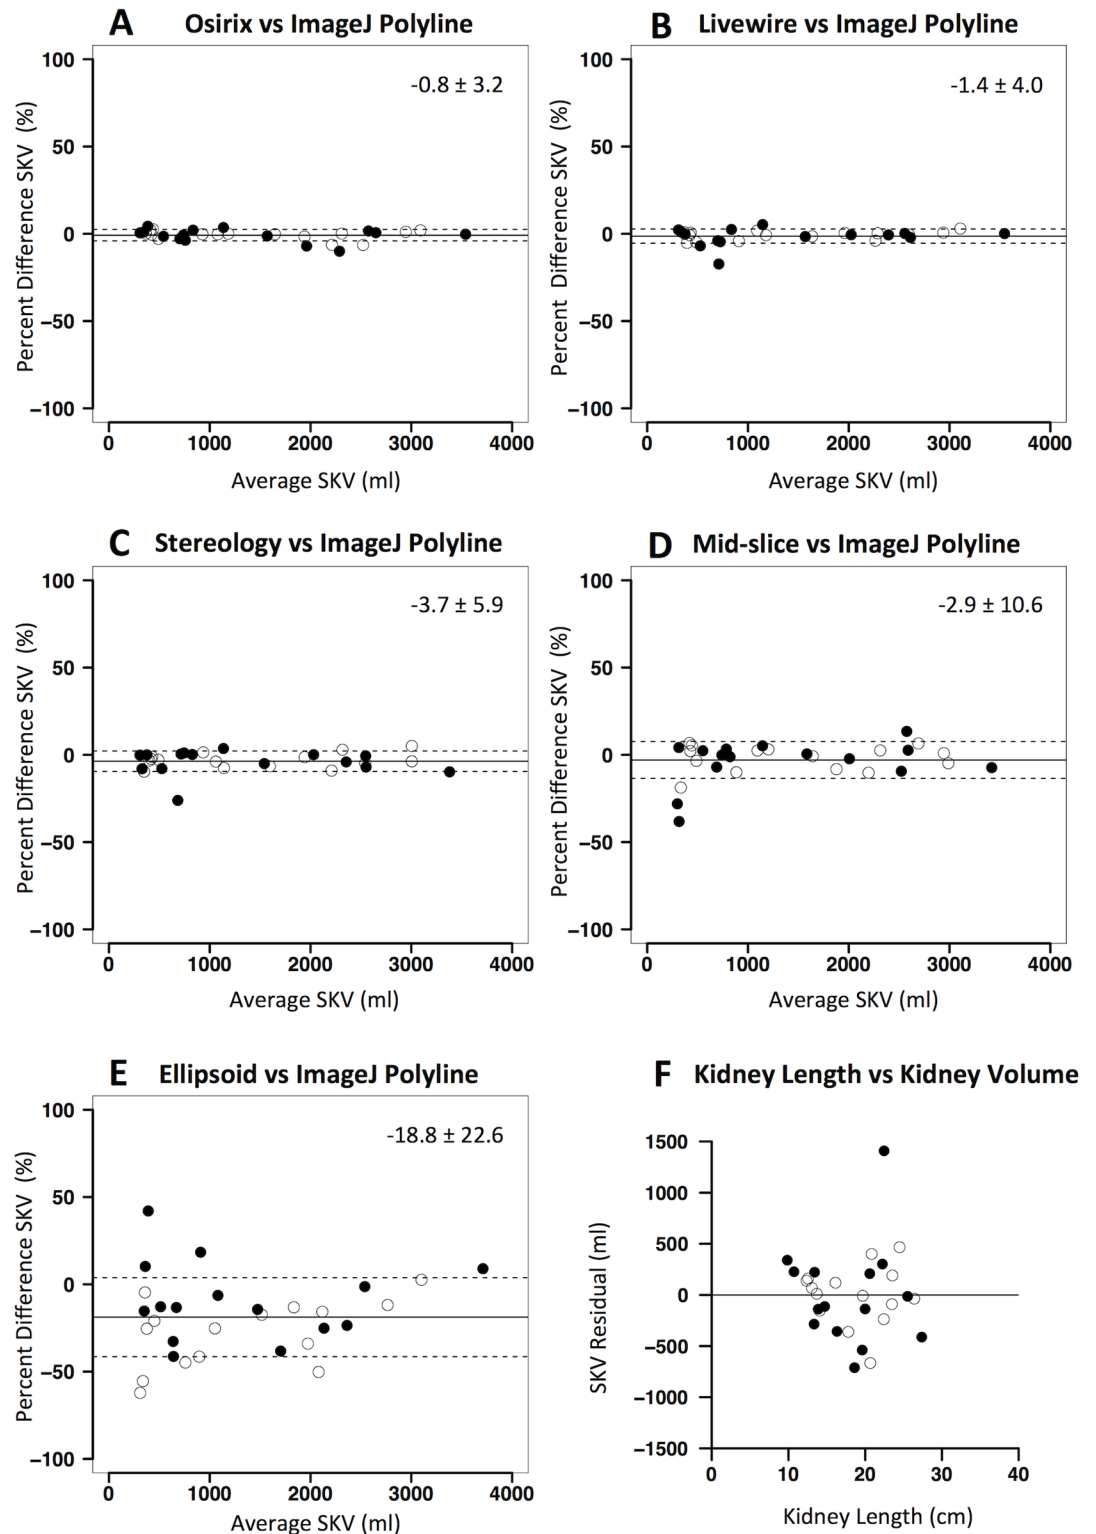 A Osirix vs ImageJ Polyline
100
50
0
−50
−100
-0.8 ± 3.2
Percent Difference SKV (%)
0 1000 2000 3000 4000
Average SKV (ml)
B Livewire vs ImageJ Polyline
100
50
0
−50
−100
-1.4 ± 4.0
Percent Difference SKV (%)
0 1000 2000 3000 4000
Average SKV (ml)
C Stereology vs ImageJ Polyline
100
50
0
−50
−100
-3.7 ± 5.9
Percent Difference SKV (%)
0 1000 2000 3000 4000
Average SKV (ml)
D Mid-slice vs ImageJ Polyline
100
50
0
−50
−100
-2.9 ± 10.6
Percent Difference SKV (%)
0 1000 2000 3000 4000
Average SKV (ml)
E Ellipsoid vs ImageJ Polyline
100
50
0
−50
−100
-18.8 ± 22.6
Percent Difference SKV (%)
0 1000 2000 3000 4000
Average SKV (ml)
F Kidney Length vs Kidney Volume
1500
1000
500
0
−500
−1000
−1500
SKV Residual (ml)
0 10 20 30 40
Kidney Length (cm)